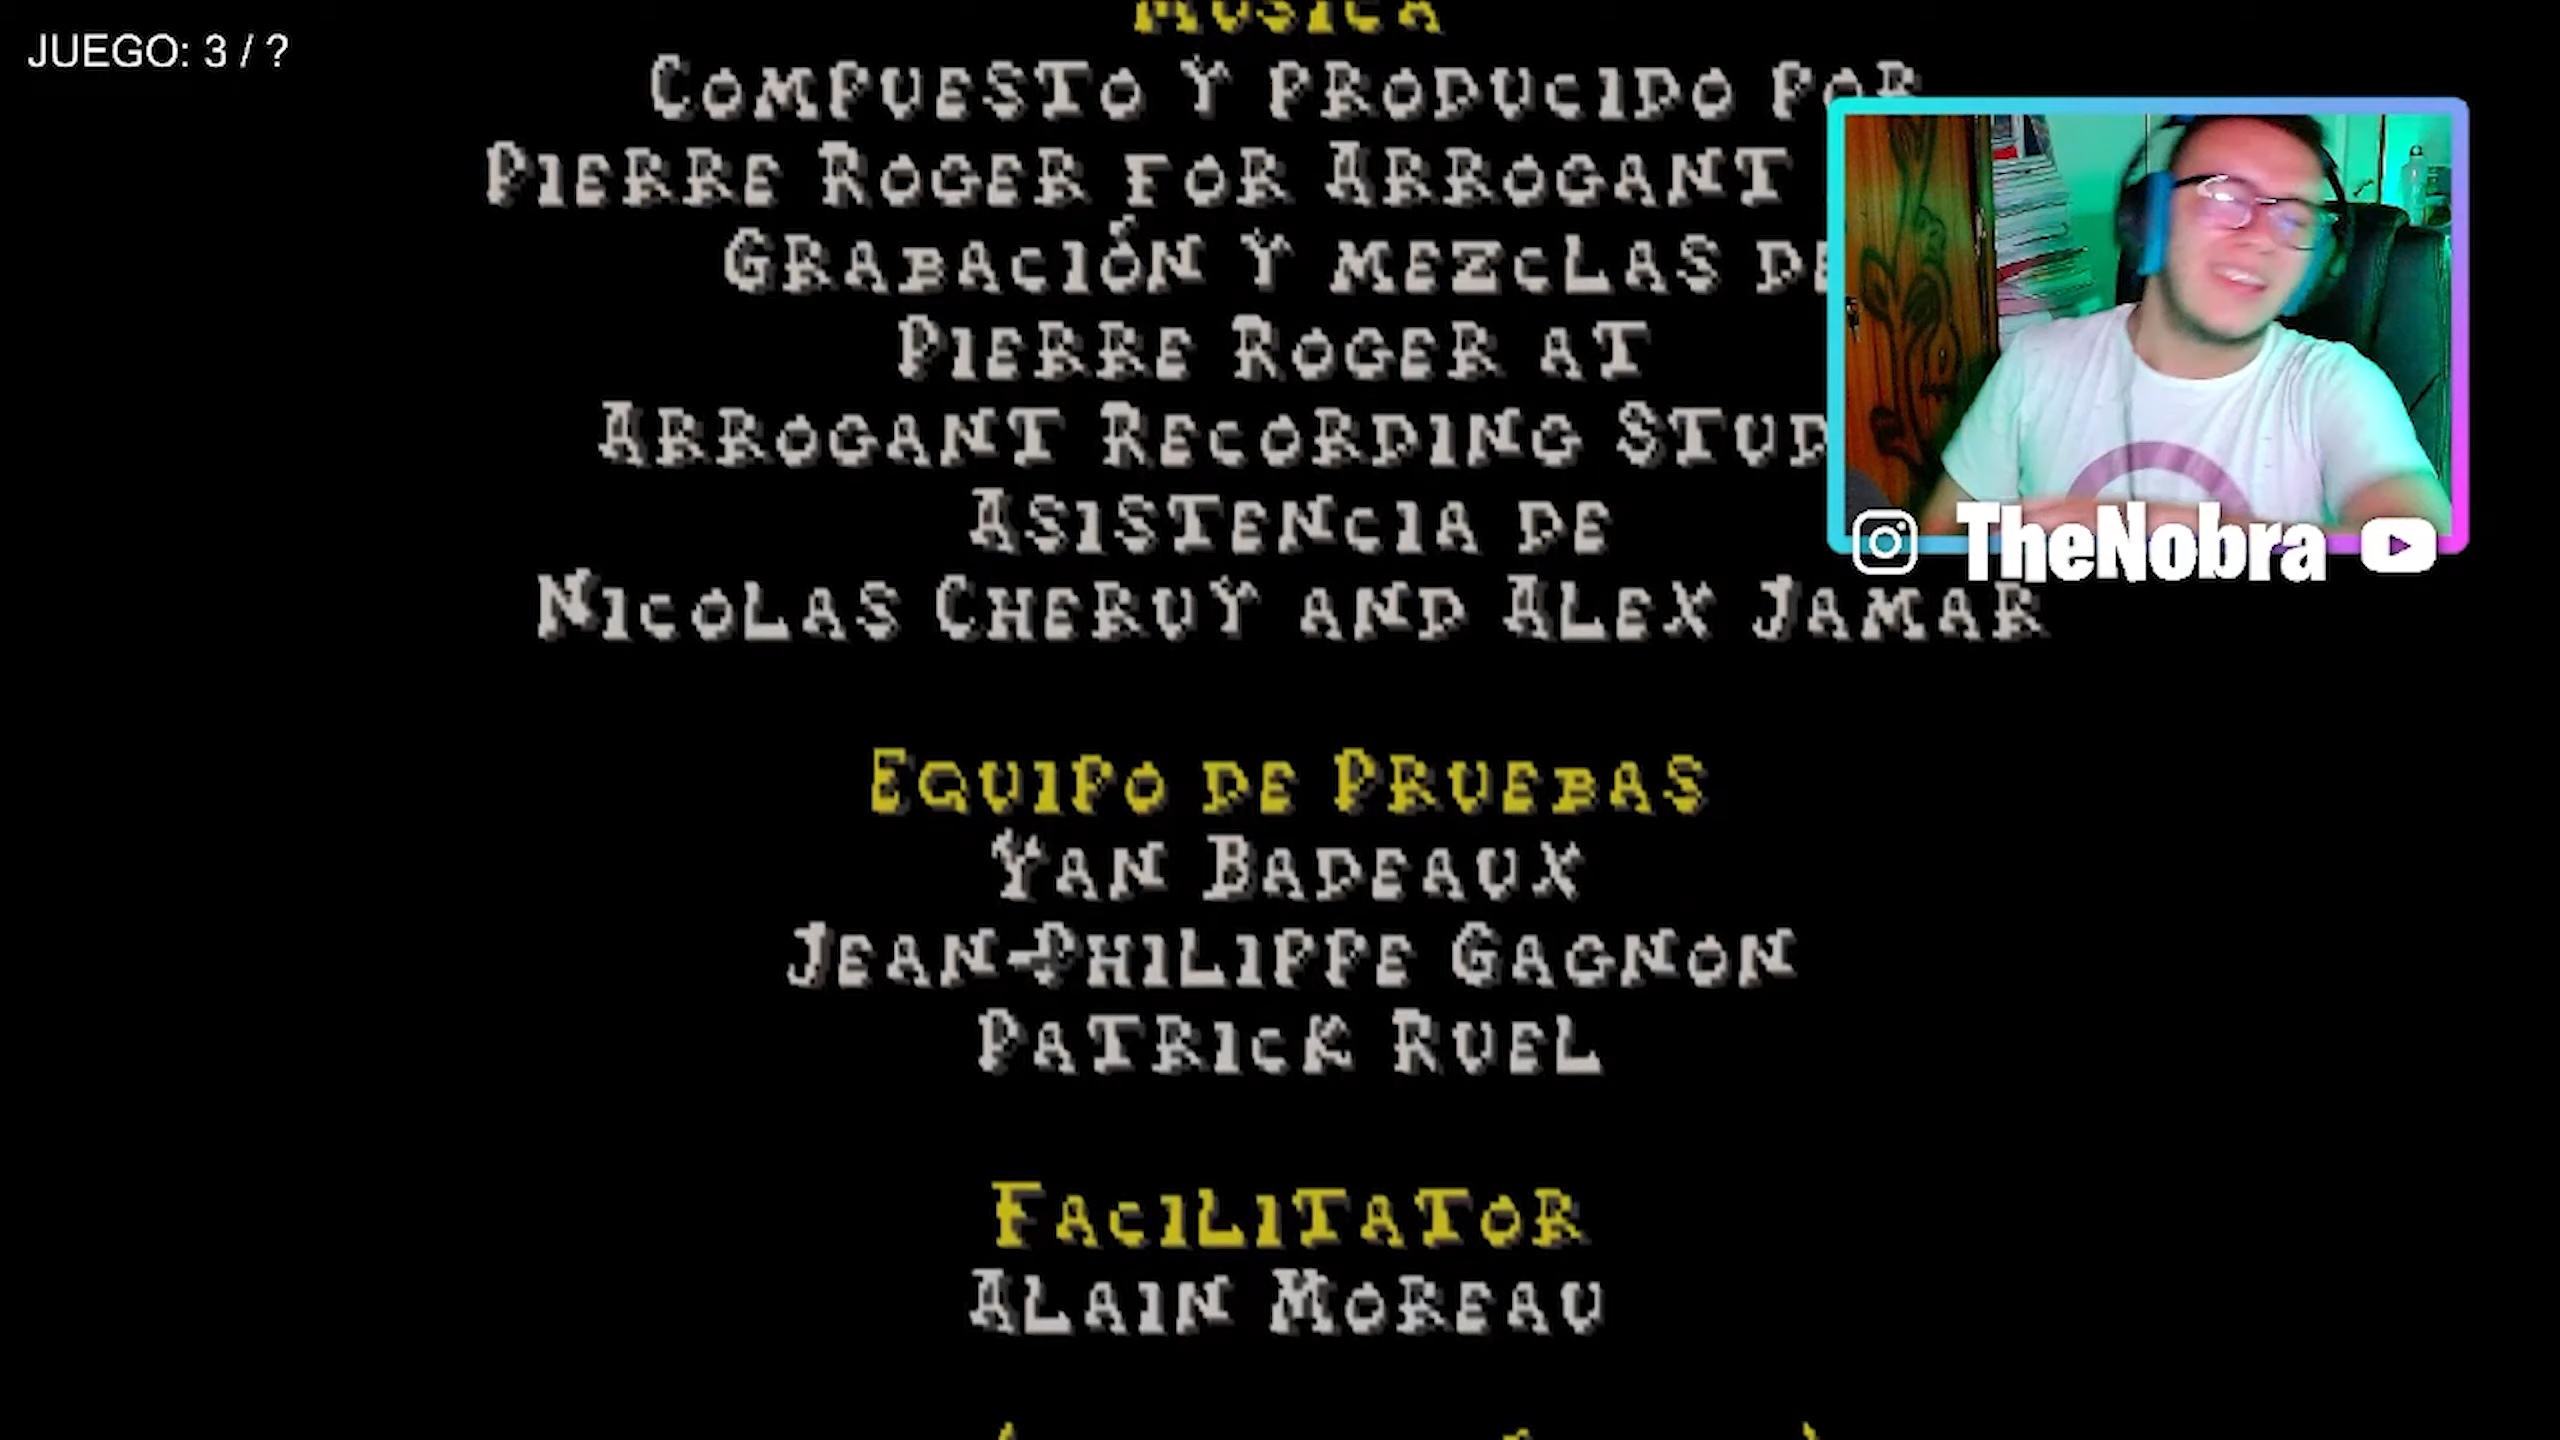 JUEGO: 3 / ?
MÚSICA
COMPUESTO Y PRODUCIDO POR
PIERRE ROGER FOR ARROGANT
GRABACIÓN Y MEZCLAS DE
PIERRE ROGER AT
ARROGANT RECORDING STUD
ASISTENCIA DE
NICOLAS CHERUY AND ALEX JAMAR
TheNobra
EQUIPO DE PRUEBAS
YAN BADEAUX
JEAN-PHILIPPE GAGNON
PATRICK RUEL
FACILITATOR
ALAIN MOREAU